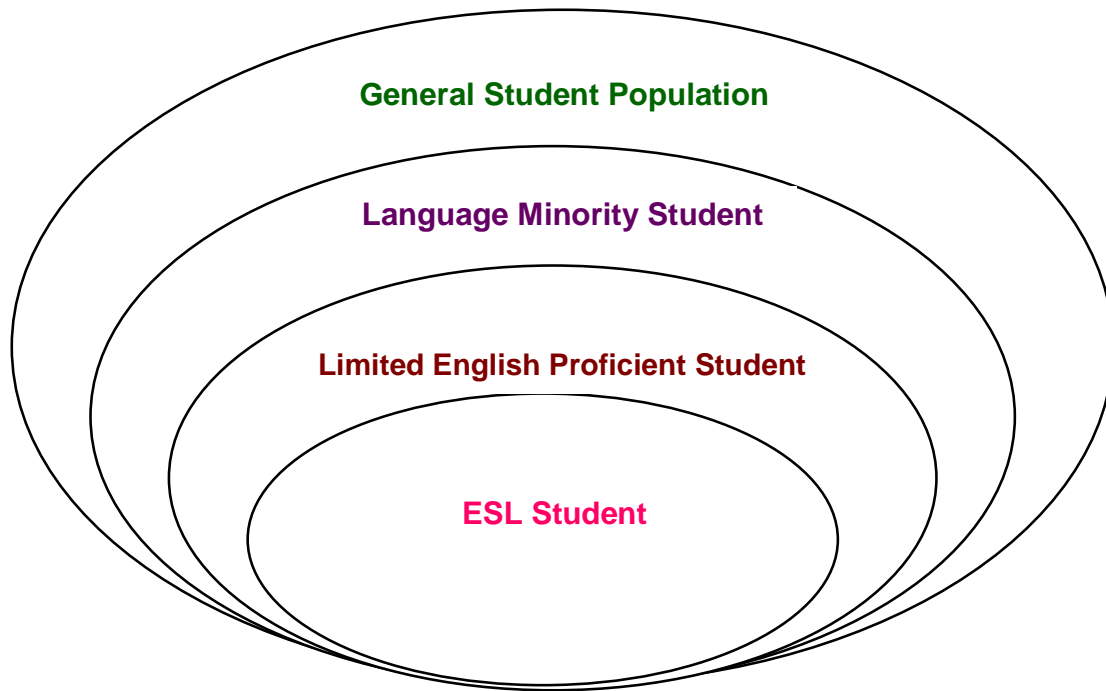 General Student Population
Language Minority Student
Limited English Proficient Student
ESL Student